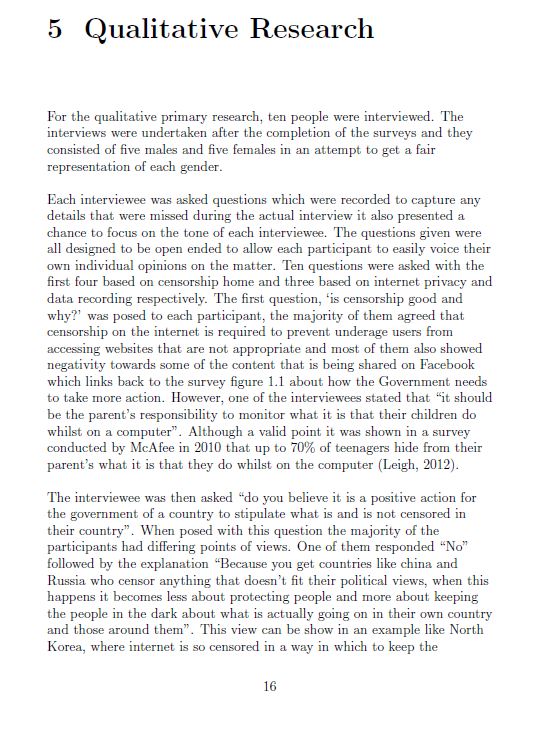 5 Qualitative Research
For the qualitative primary research, ten people were interviewed. The
interviews were undertaken after the completion of the surveys and they
consisted of five males and five females in an attempt to get a fair
representation of each gender.
Each interviewee was asked questions which were recorded to capture any
details that were missed during the actual interview it also presented a
chance to focus on the tone of each interviewee. The questions given were
all designed to be open ended to allow each participant to easily voice their
own individual opinions on the matter. Ten questions were asked with the
first four based on censorship home and three based on internet privacy and
data recording respectively. The first question, ‘is censorship good and
why?’ was posed to each participant, the majority of them agreed that
censorship on the internet is required to prevent underage users from
accessing websites that are not appropriate and most of them also showed
negativity towards some of the content that is being shared on Facebook
which links back to the survey figure 1.1 about how the Government needs
to take more action. However, one of the interviewees stated that “it should
be the parent’s responsibility to monitor what it is that their children do
whilst on a computer”. Although a valid point it was shown in a survey
conducted by McAfee in 2010 that up to 70% of teenagers hide from their
parent’s what it is that they do whilst on the computer (Leigh, 2012).
The interviewee was then asked “do you believe it is a positive action for
the government of a country to stipulate what is and is not censored in
their country”. When posed with this question the majority of the
participants had differing points of views. One of them responded “No”
followed by the explanation “Because you get countries like china and
Russia who censor anything that doesn’t fit their political views, when this
happens it becomes less about protecting people and more about keeping
the people in the dark about what is actually going on in their own country
and those around them”. This view can be show in an example like North
Korea, where internet is so censored in a way in which to keep the
16